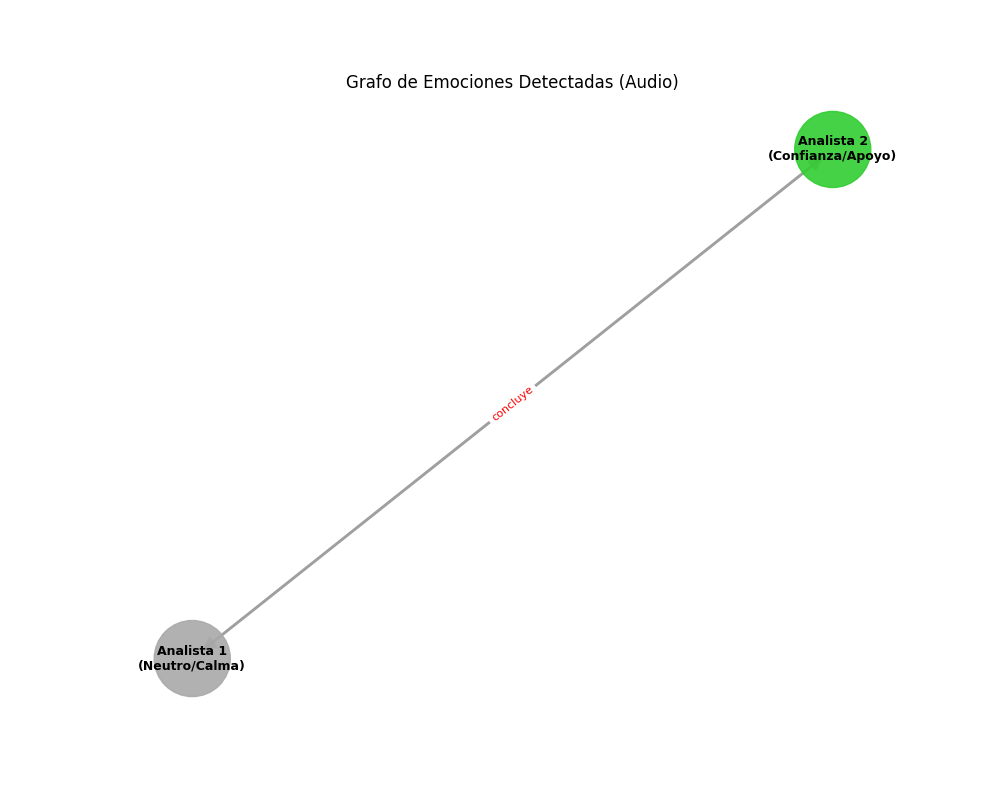 Grafo de Emociones Detectadas (Audio)
Analista 2
(Confianza/Apoyo)
concluye
Analista 1
(Neutro/Calma)